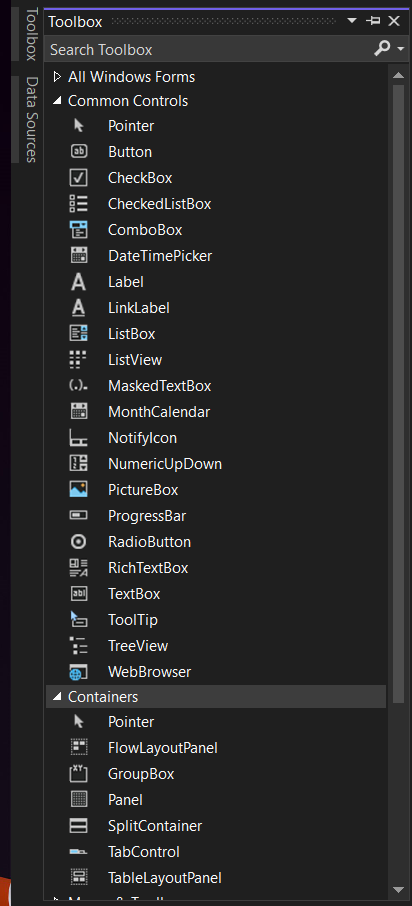 Toolbox
Data Sources
Toolbox
Search Toolbox
All Windows Forms
Common Controls
Pointer
Button
CheckBox
CheckedListBox
ComboBox
DateTimePicker
Label
LinkLabel
ListBox
ListView
MaskedTextBox
MonthCalendar
NotifyIcon
NumericUpDown
PictureBox
ProgressBar
RadioButton
RichTextBox
TextBox
ToolTip
TreeView
WebBrowser
Containers
Pointer
FlowLayoutPanel
GroupBox
Panel
SplitContainer
TabControl
TableLayoutPanel